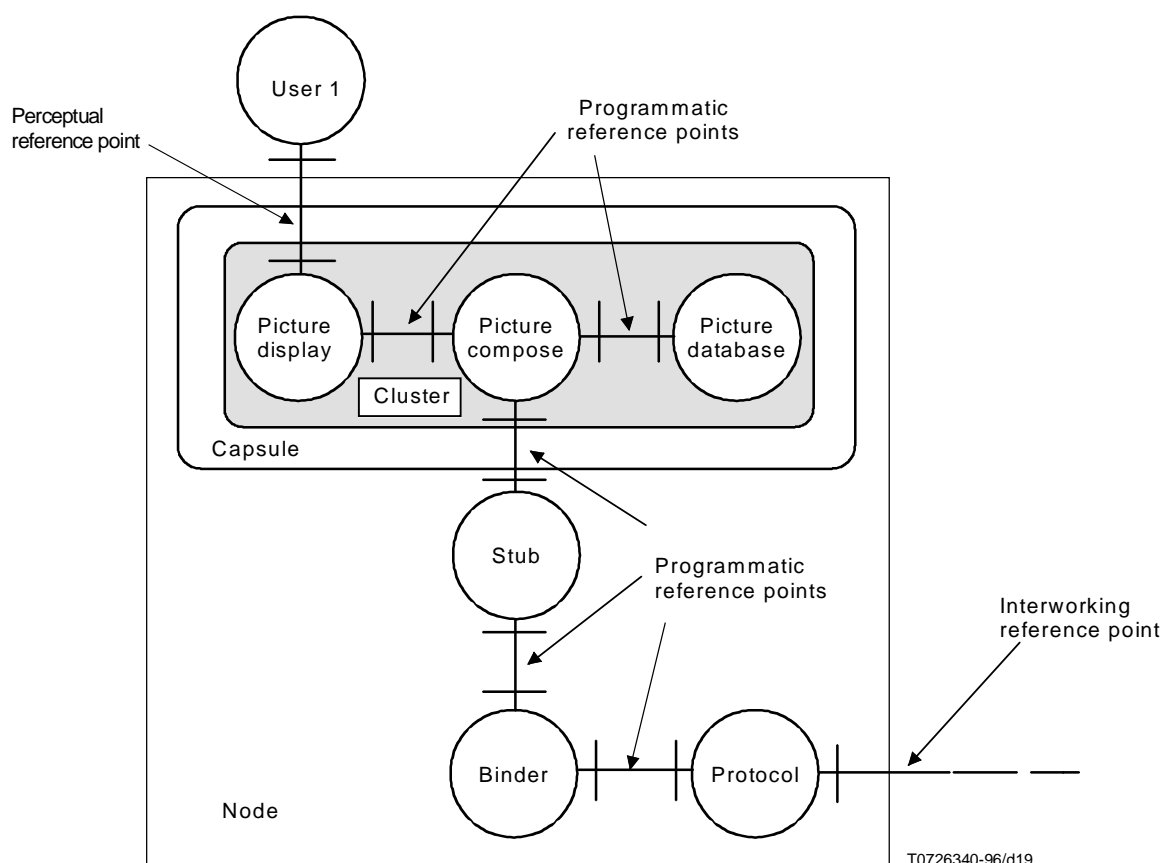 User 1
Perceptual
reference point
Programmatic
reference points
Picture
display
Picture
compose
Picture
database
Cluster
Capsule
Stub
Programmatic
reference points
Interworking
reference point
Binder
Protocol
Node
T0726340-96/d19